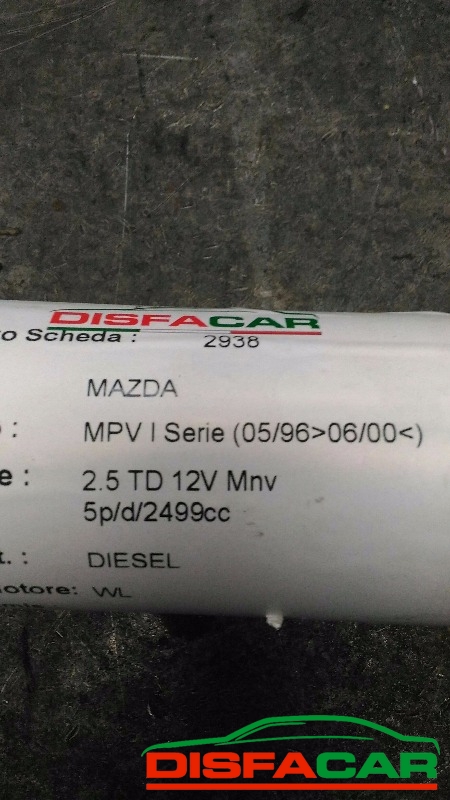 DISFACAR
o Scheda : 2938
MAZDA
: MPV I Serie (05/96>06/00<)
e : 2.5 TD 12V Mnv
5p/d/2499cc
t. : DIESEL
motore: WL
DISFACAR